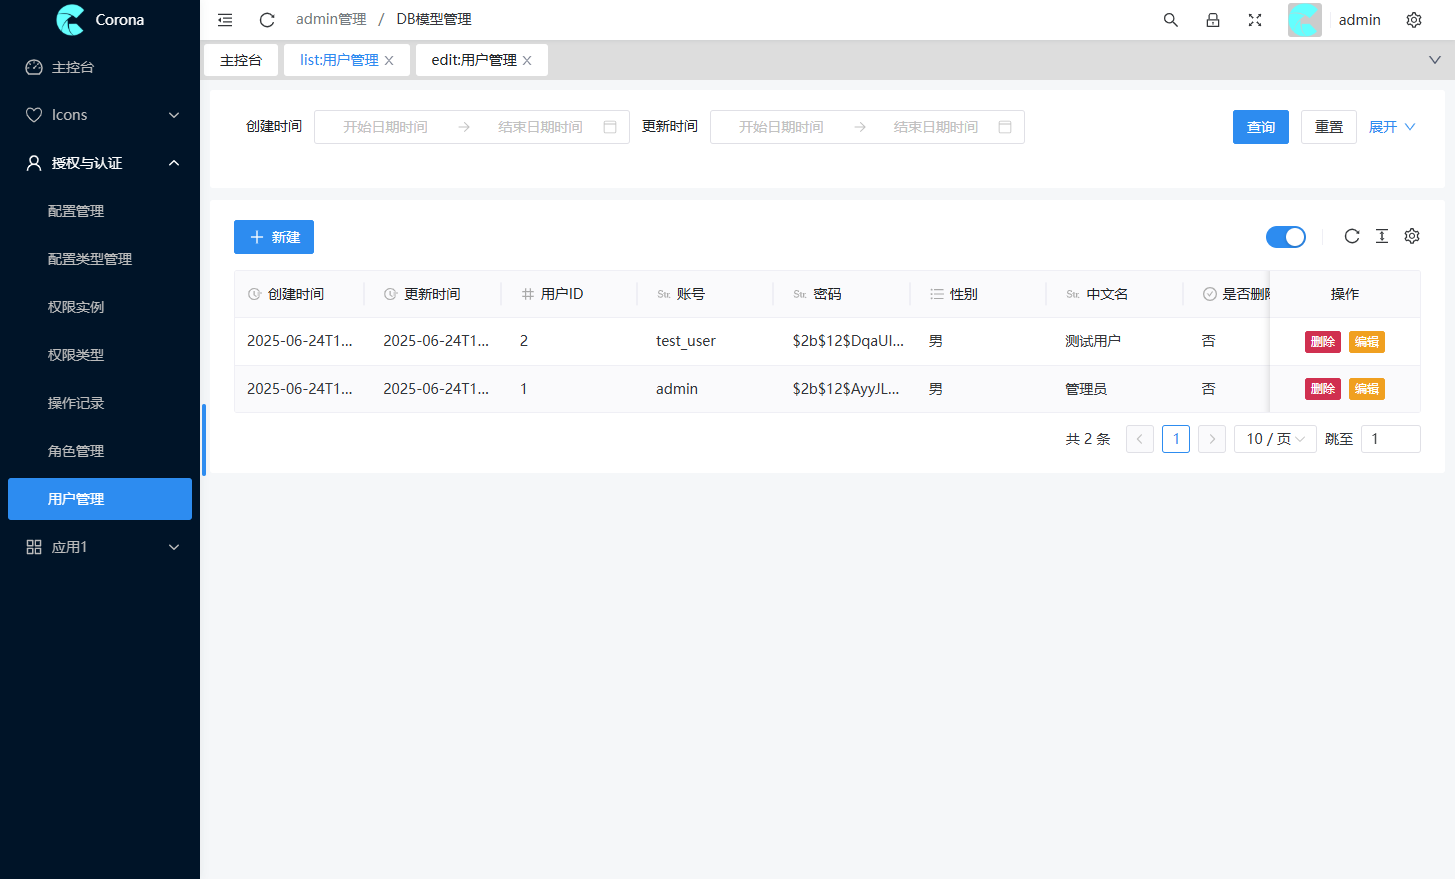 Corona
admin管理 / DB模型管理
admin
主控台
list:用户管理
edit:用户管理
主控台
Icons
授权与认证
配置管理
配置类型管理
权限实例
权限类型
操作记录
角色管理
用户管理
应用1
创建时间 开始日期时间 结束日期时间 更新时间 开始日期时间 结束日期时间 查询 重置 展开
新建
创建时间 更新时间 # 用户ID Str. 账号 Str. 密码 性别 Str. 中文名 是否删除 操作
2025-06-24T1... 2025-06-24T1... 2 test_user $2b$12$DqaUI... 男 测试用户 否 删除 编辑
2025-06-24T1... 2025-06-24T1... 1 admin $2b$12$AyyJL... 男 管理员 否 删除 编辑
共 2 条 1 10 / 页 跳至 1